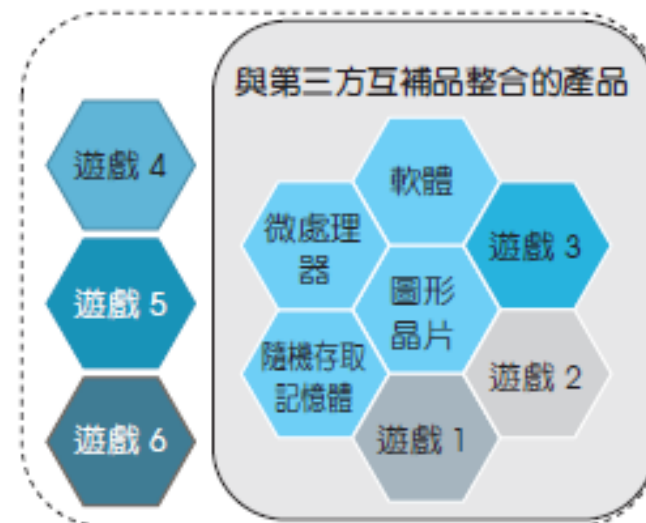 與第三方互補品整合的產品
遊戲 4
遊戲 5
遊戲 6
軟體
微處理
器
遊戲 3
圖形
晶片
隨機存取
記憶體
遊戲 2
遊戲 1